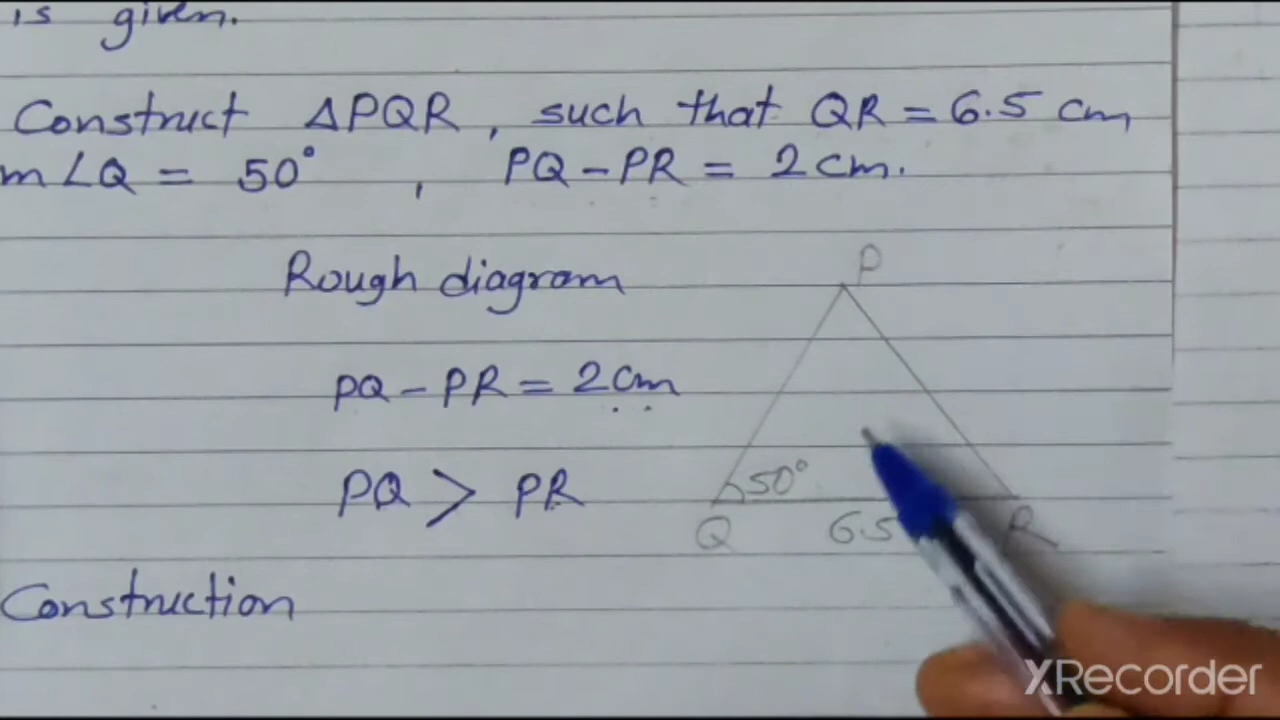 is given.
Construct ΔPQR, such that QR = 6.5 cm
m∠Q = 50°, PQ - PR = 2 cm.
Rough diagram
P
PQ - PR = 2 cm
50°
PQ > PR
Q 6.5 R
Construction
XRecorder